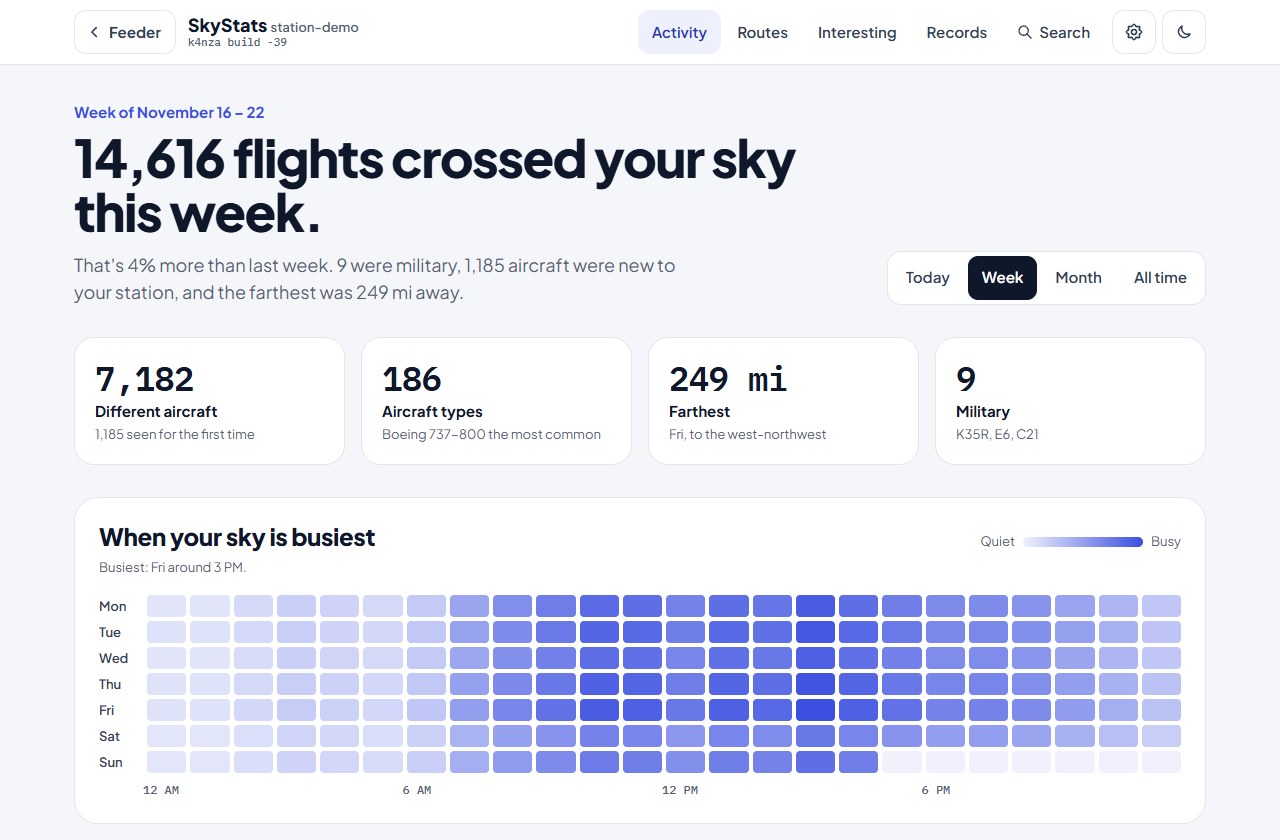 Feeder
SkyStats station-demo
k4nza build -39
Activity
Routes
Interesting
Records
Search
Week of November 16 – 22
14,616 flights crossed your sky
this week.
That's 4% more than last week. 9 were military, 1,185 aircraft were new to
your station, and the farthest was 249 mi away.
Today
Week
Month
All time
7,182
Different aircraft
1,185 seen for the first time
186
Aircraft types
Boeing 737-800 the most common
249 mi
Farthest
Fri, to the west-northwest
9
Military
K35R, E6, C21
When your sky is busiest
Busiest: Fri around 3 PM.
Quiet
Busy
Mon
Tue
Wed
Thu
Fri
Sat
Sun
12 AM
6 AM
12 PM
6 PM